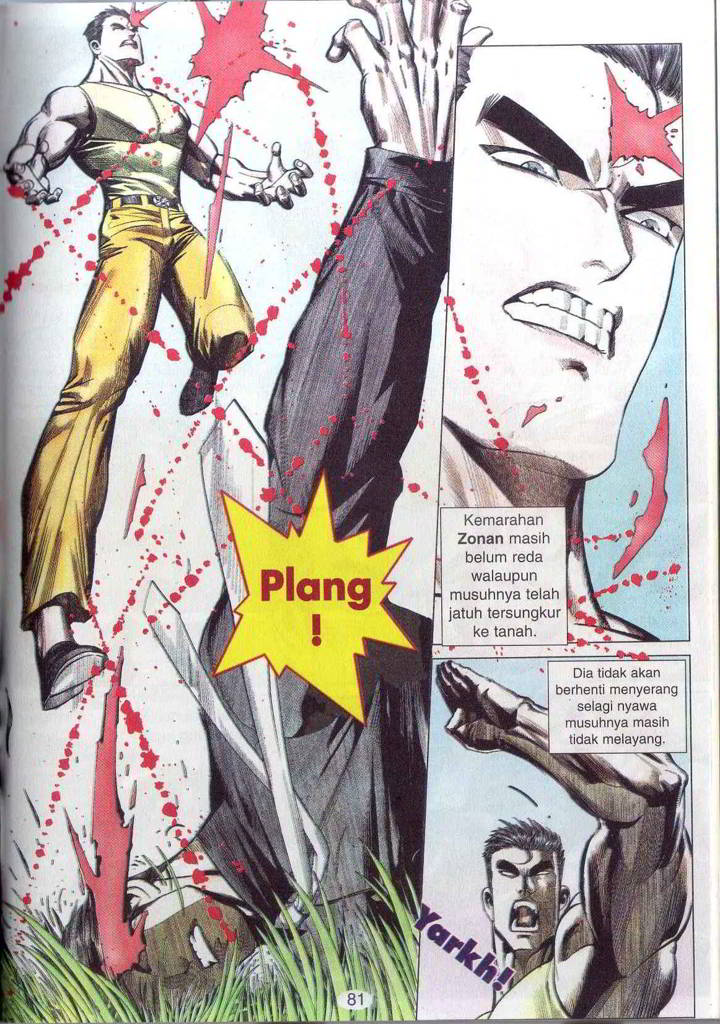 Plang
!
Kemarahan
Zonan masih
belum reda
walaupun
musuhnya telah
jatuh tersungkur
ke tanah.
Dia tidak akan
berhenti menyerang
selagi nyawa
musuhnya masih
tidak melayang.
Yarkh!
81